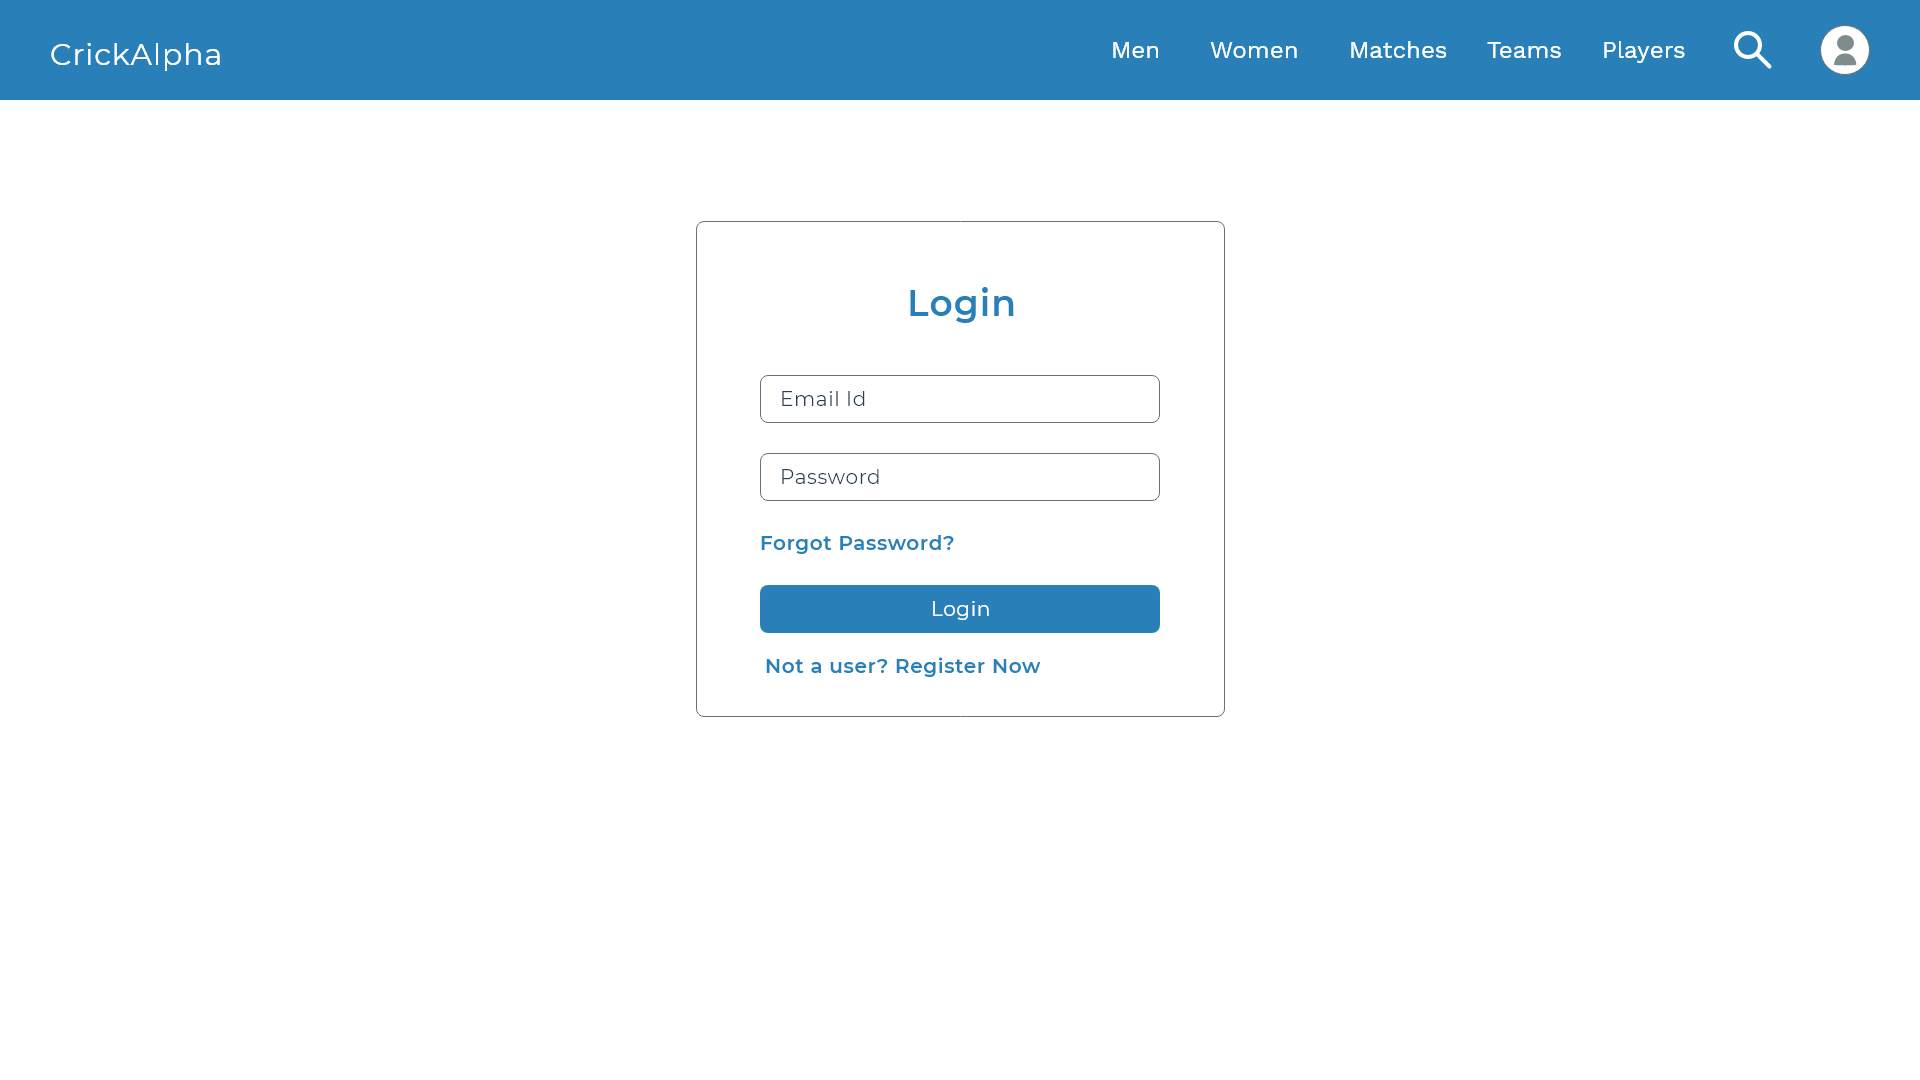 CrickAlpha Men Women Matches Teams Players
Login
Email Id
Password
Forgot Password?
Login
Not a user? Register Now